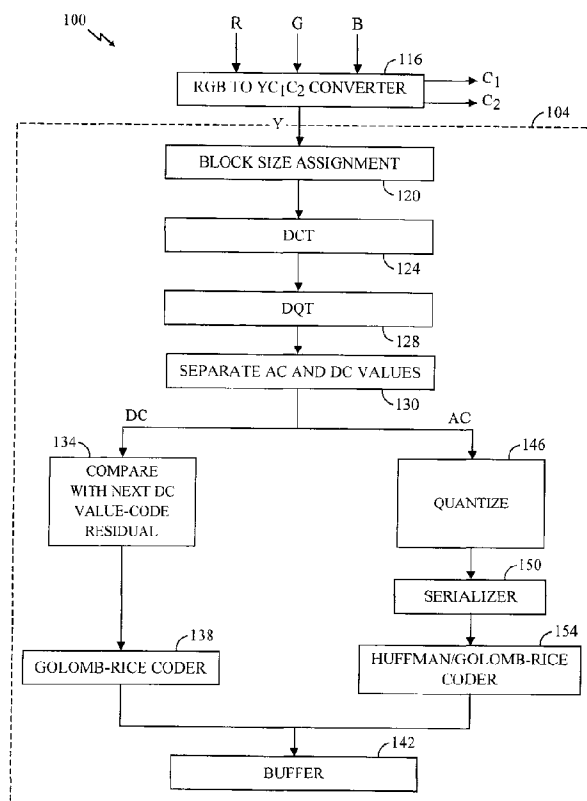 100
R G B
116
RGB TO YC1C2 CONVERTER
C1
C2
Y
104
BLOCK SIZE ASSIGNMENT
120
DCT
124
DQT
128
SEPARATE AC AND DC VALUES
130
DC
AC
134
COMPARE
WITH NEXT DC
VALUE-CODE
RESIDUAL
146
QUANTIZE
150
SERIALIZER
138
GOLOMB-RICE CODER
154
HUFFMAN/GOLOMB-RICE
CODER
142
BUFFER